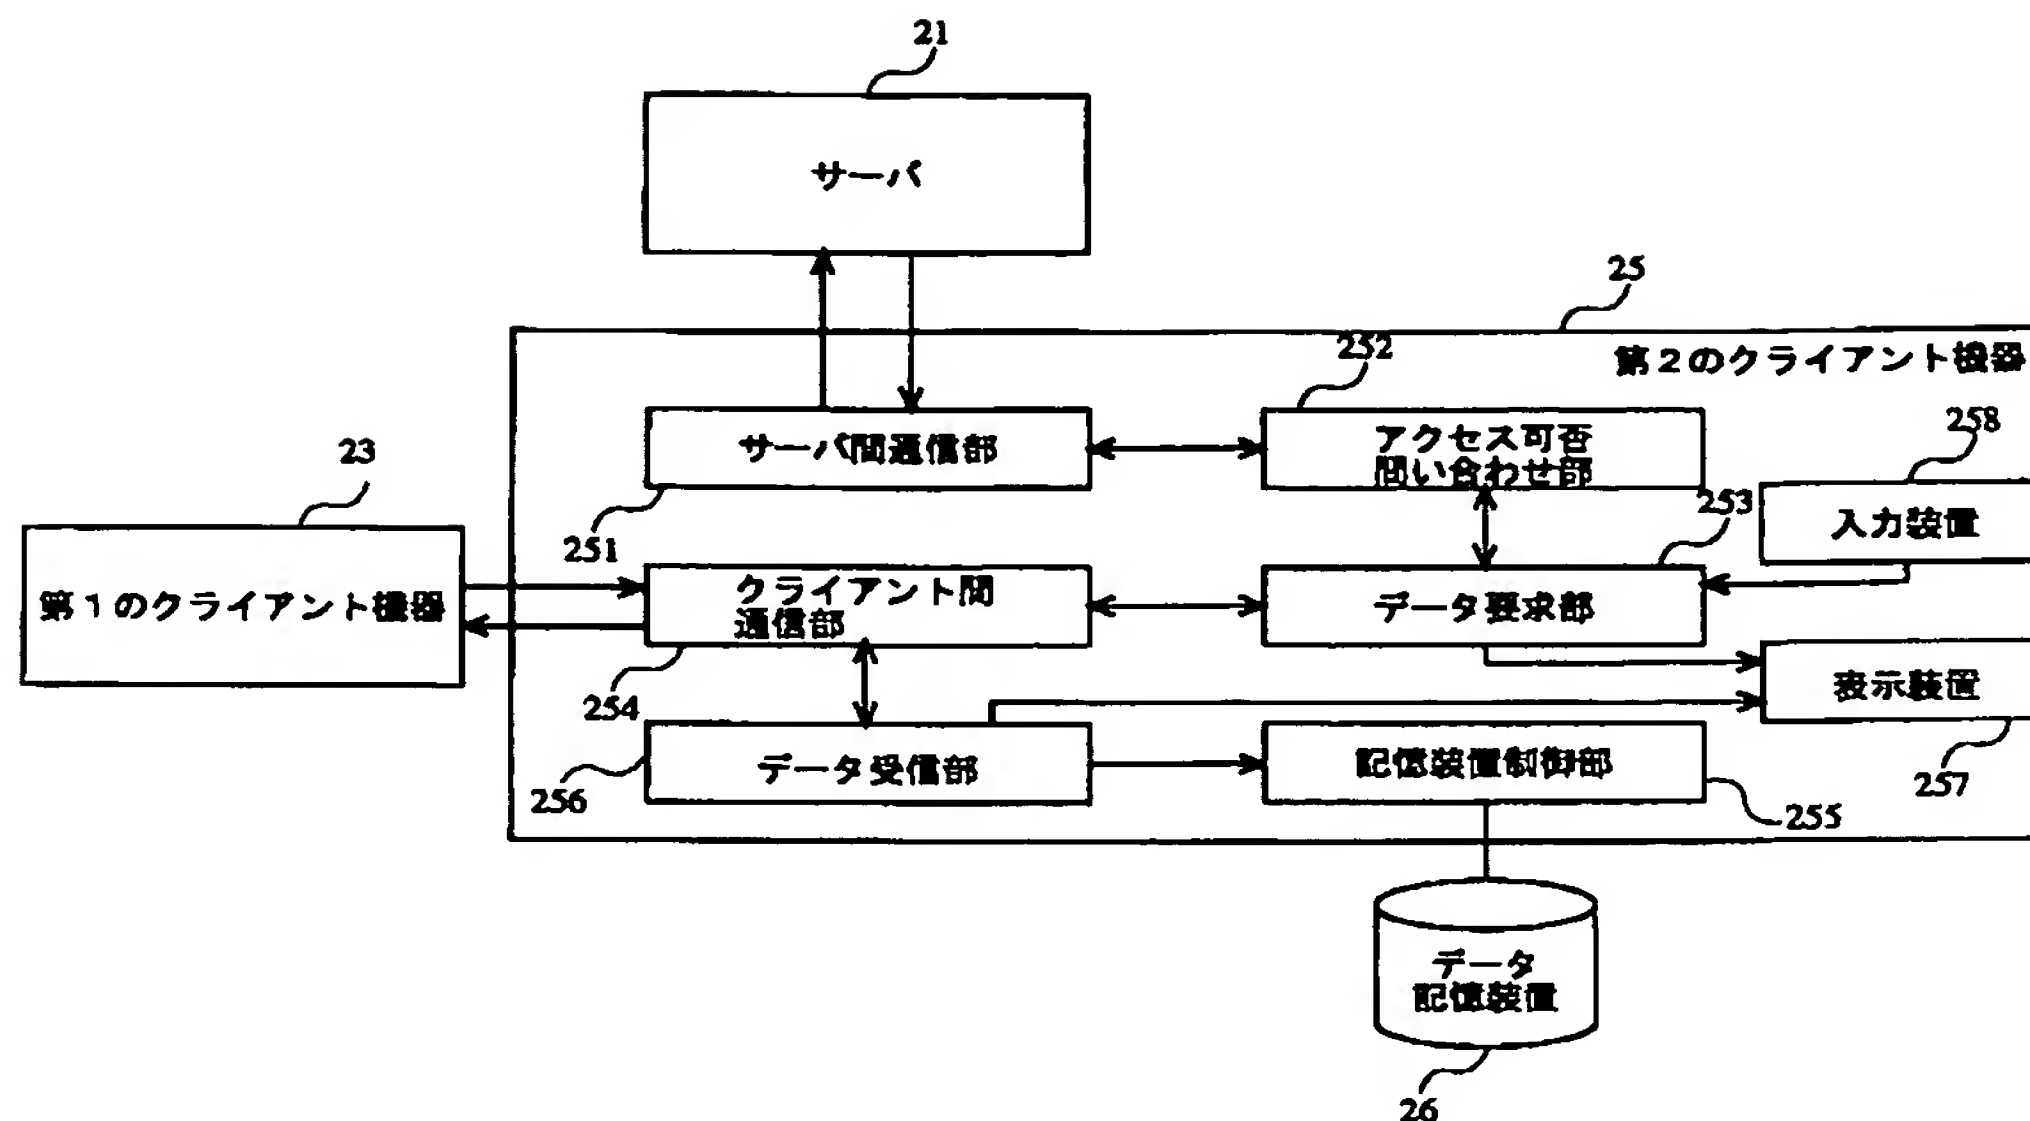 21
サーバ
25
252
第２のクライアント機器
258
サーバ間通信部
アクセス可否
問い合わせ部
23
253
入力装置
251
第１のクライアント機器
クライアント間
通信部
データ要求部
254
表示装置
データ受信部
記憶装置制御部
256
257
255
データ
記憶装置
26